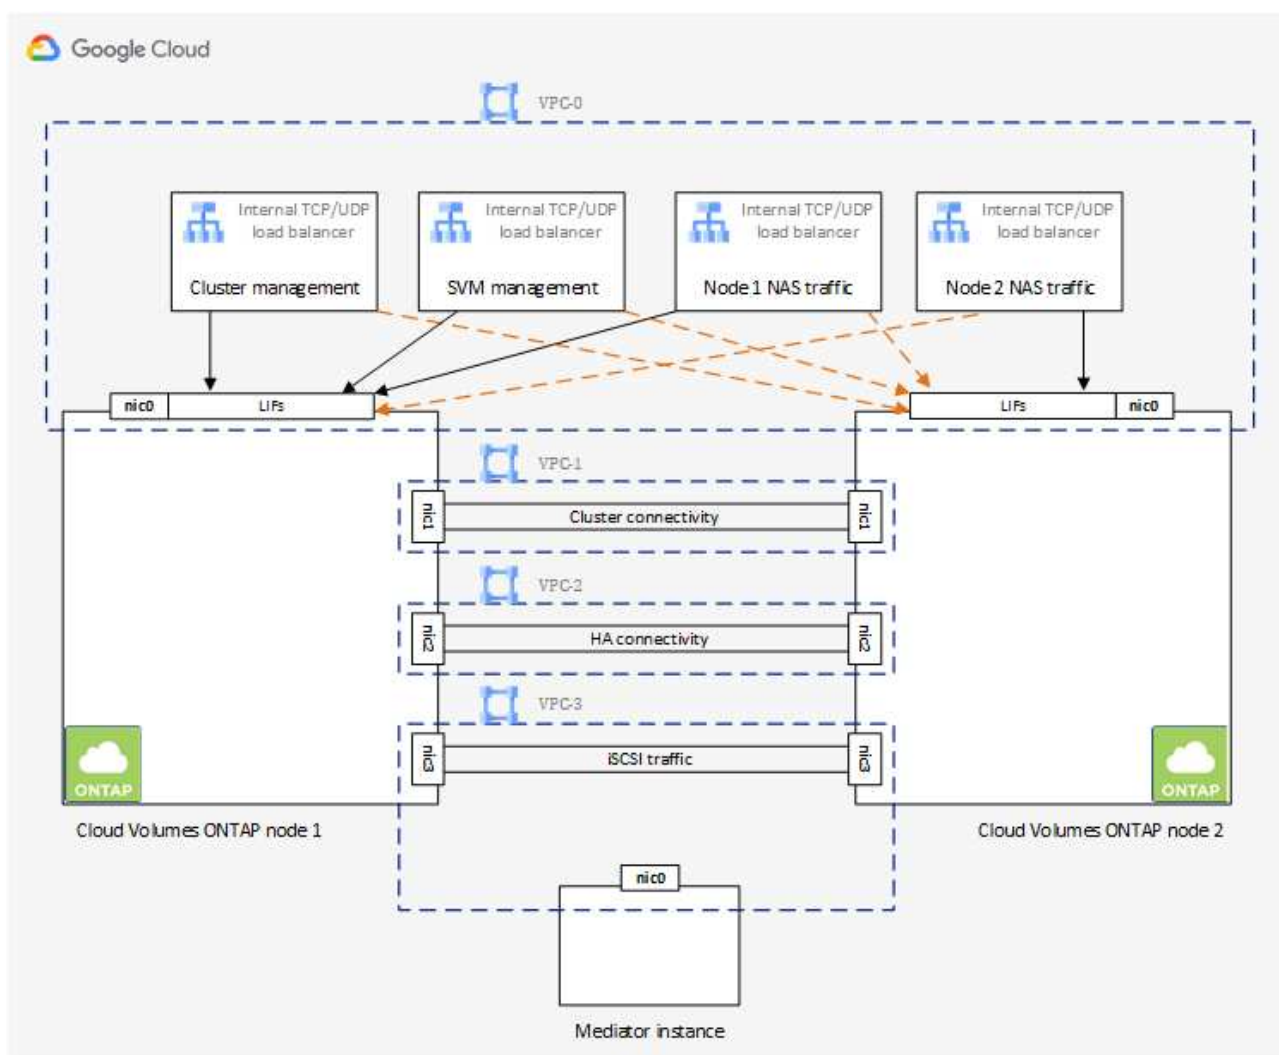 Google Cloud
VPC-0
Internal TCP/UDP
load balancer
Cluster management
Internal TCP/UDP
load balancer
SVM management
Internal TCP/UDP
load balancer
Node 1 NAS traffic
Internal TCP/UDP
load balancer
Node 2 NAS traffic
nic0
LIFs
LIFs
nic0
VPC-1
nic1
Cluster connectivity
nic1
VPC-2
nic2
HA connectivity
nic2
VPC-3
nic3
iSCSI traffic
nic3
ONTAP
ONTAP
Cloud Volumes ONTAP node 1
Cloud Volumes ONTAP node 2
nic0
Mediator instance